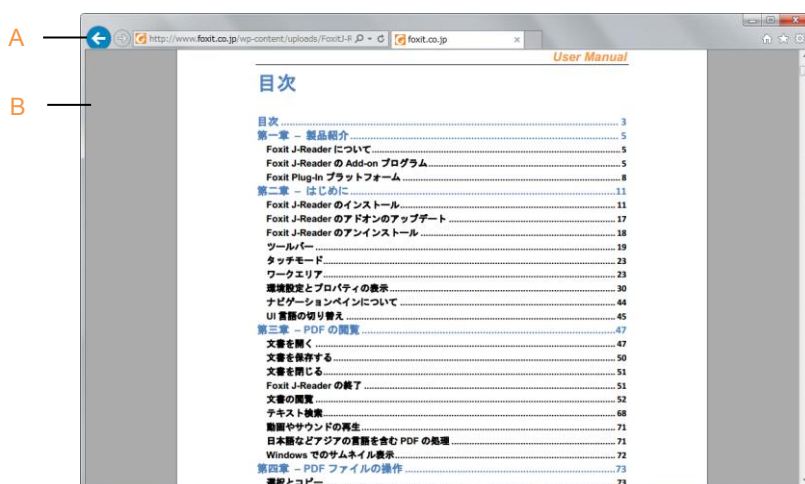 A
http://www.foxit.co.jp/wp-content/uploads/FoxitJ-R
foxit.co.jp
B
User Manual
目次
目次 3
第一章 – 製品紹介 5
Foxit J-Reader について 5
Foxit J-Reader の Add-on プログラム 5
Foxit Plug-In プラットフォーム 8
第二章 – はじめに 11
Foxit J-Reader のインストール 11
Foxit J-Reader のアドオンのアップデート 17
Foxit J-Reader のアンインストール 18
ツールバー 19
タッチモード 23
ワークエリア 23
環境設定とプロパティの表示 30
ナビゲーションペインについて 44
UI 言語の切り替え 45
第三章 – PDF の閲覧 47
文書を開く 47
文書を保存する 50
文書を閉じる 51
Foxit J-Reader の終了 51
文書の閲覧 52
テキスト検索 68
動画やサウンドの再生 71
日本語などアジアの言語を含む PDF の処理 71
Windows でのサムネイル表示 72
第四章 – PDF ファイルの操作 73
選択とコピー 73